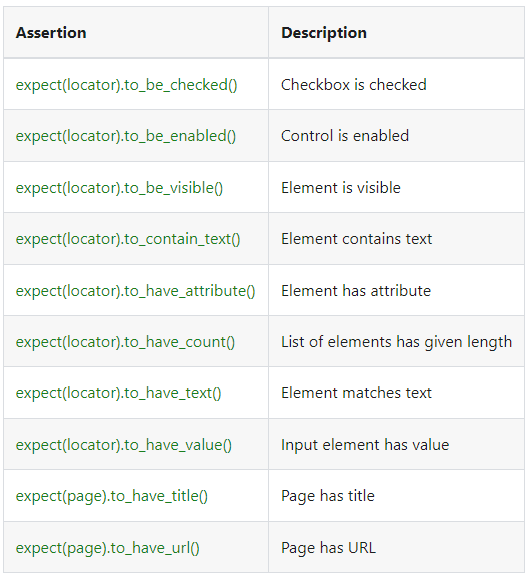 Assertion Description
expect(locator).to_be_checked() Checkbox is checked
expect(locator).to_be_enabled() Control is enabled
expect(locator).to_be_visible() Element is visible
expect(locator).to_contain_text() Element contains text
expect(locator).to_have_attribute() Element has attribute
expect(locator).to_have_count() List of elements has given length
expect(locator).to_have_text() Element matches text
expect(locator).to_have_value() Input element has value
expect(page).to_have_title() Page has title
expect(page).to_have_url() Page has URL